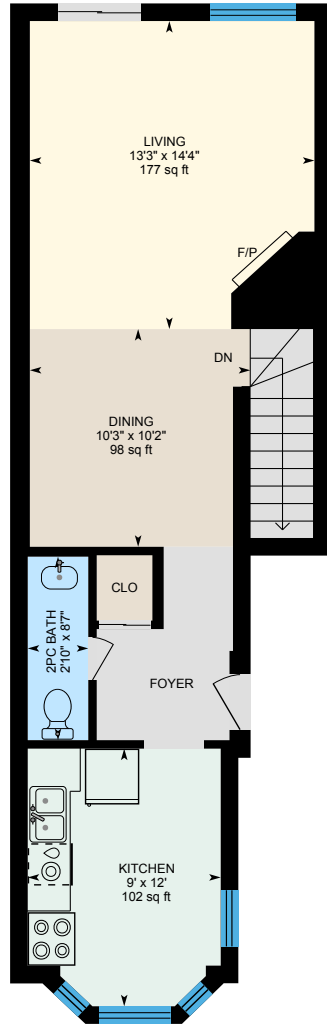 LIVING
13'3" x 14'4"
177 sq ft
F/P
DN
DINING
10'3" x 10'2"
98 sq ft
CLO
2PC BATH
2'10" x 8'7"
FOYER
KITCHEN
9' x 12'
102 sq ft